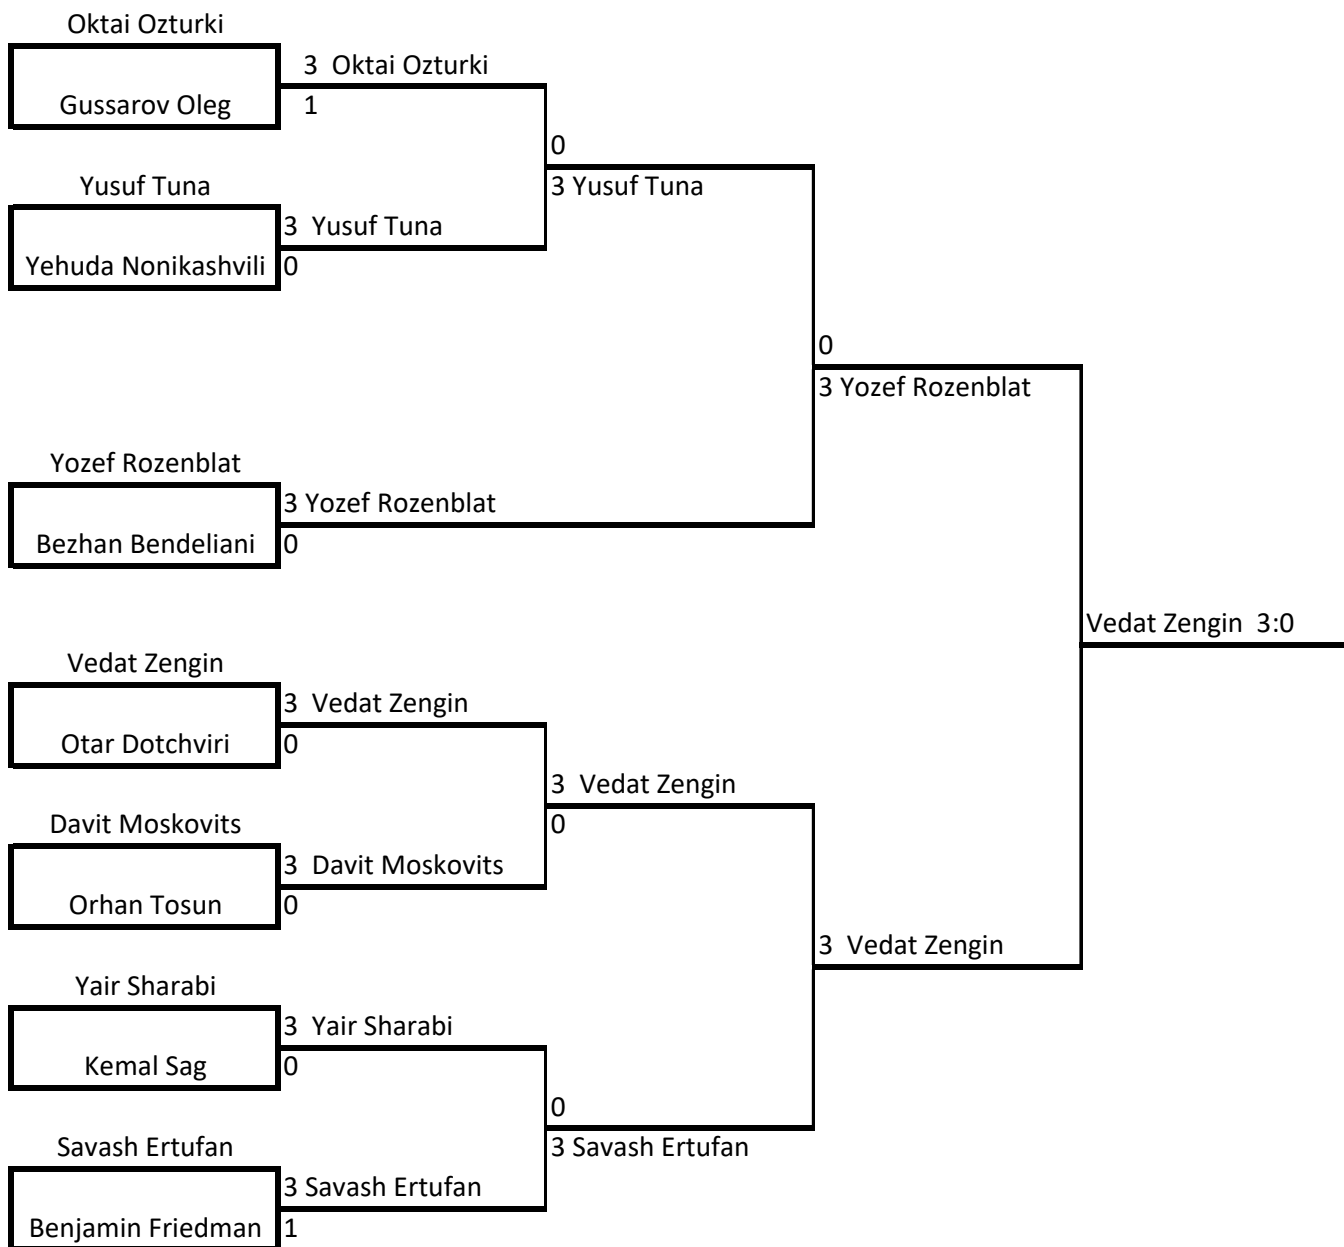 Oktai Ozturki
3 Oktai Ozturki
Gussarov Oleg
1
0
Yusuf Tuna
3 Yusuf Tuna
3 Yusuf Tuna
Yehuda Nonikashvili
0
0
3 Yozef Rozenblat
Yozef Rozenblat
3 Yozef Rozenblat
Bezhan Bendeliani
0
Vedat Zengin 3:0
Vedat Zengin
3 Vedat Zengin
Otar Dotchviri
0
3 Vedat Zengin
Davit Moskovits
0
3 Davit Moskovits
Orhan Tosun
0
3 Vedat Zengin
Yair Sharabi
3 Yair Sharabi
Kemal Sag
0
0
Savash Ertufan
3 Savash Ertufan
3 Savash Ertufan
Benjamin Friedman
1